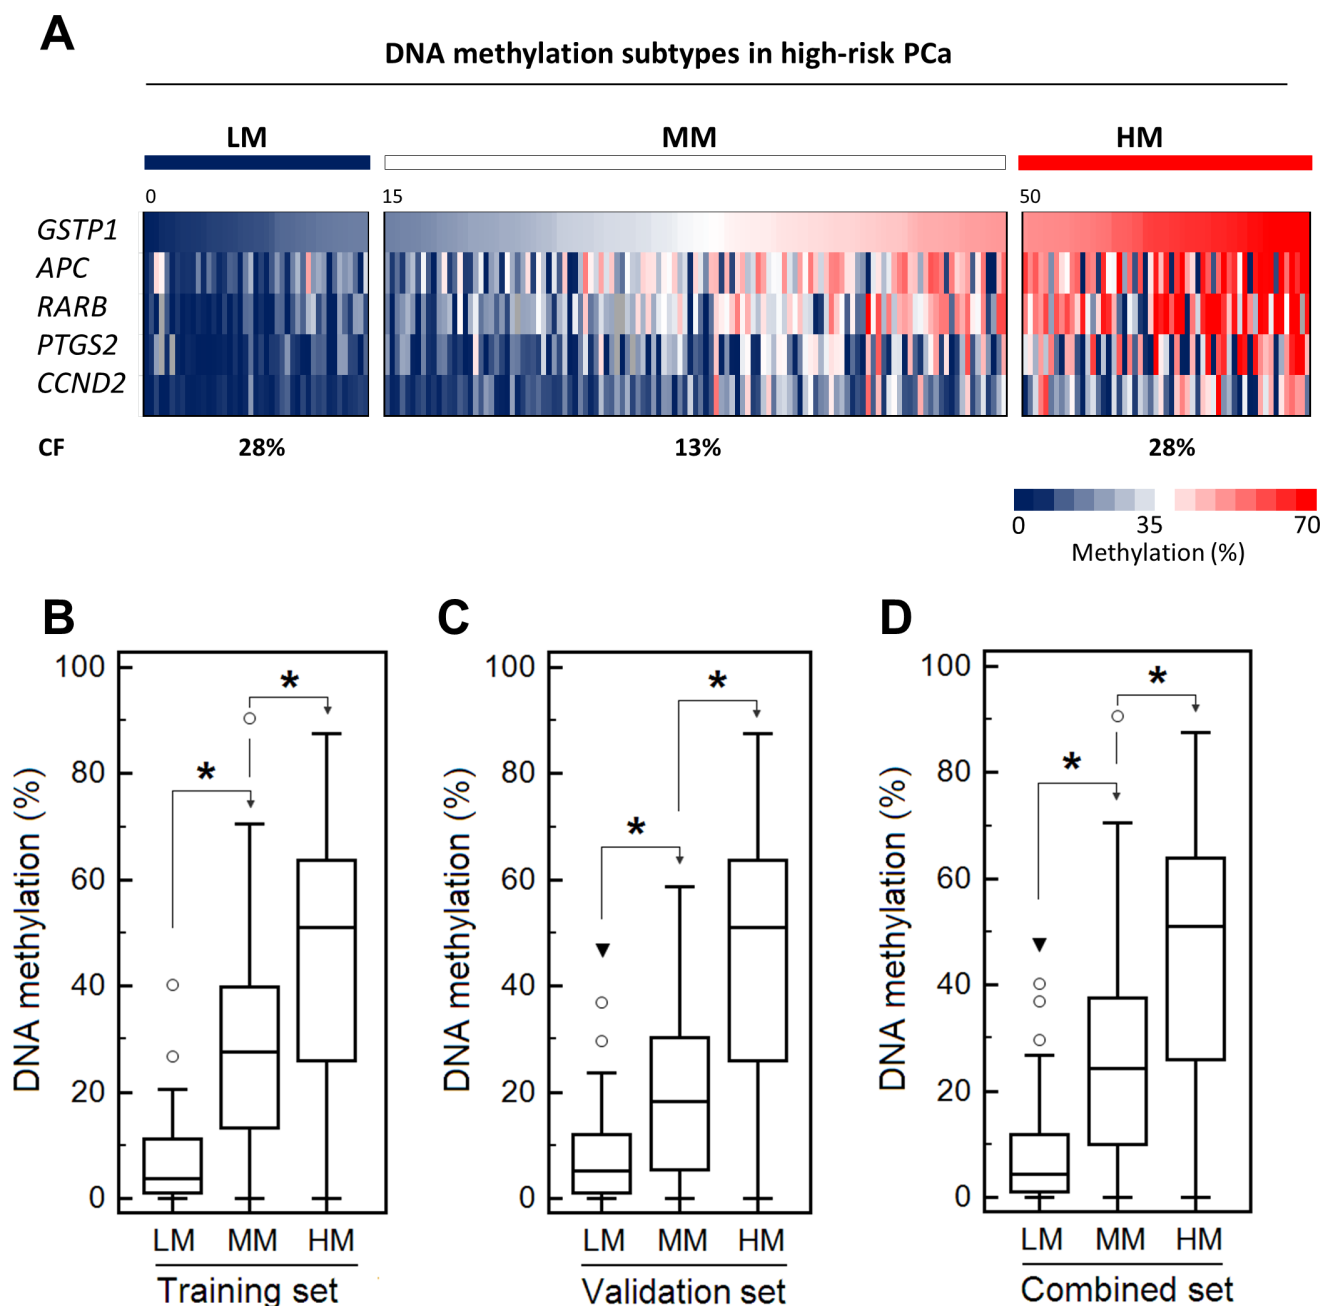 A
DNA methylation subtypes in high-risk PCa
LM MM HM
0 15 50
GSTP1
APC
RARB
PTGS2
CCND2
CF 28% 13% 28%
0 35 70
Methylation (%)
B
100
80
60
40
20
0
DNA methylation (%)
*
*
LM MM HM
Training set
C
100
80
60
40
20
0
DNA methylation (%)
*
*
LM MM HM
Validation set
D
100
80
60
40
20
0
DNA methylation (%)
*
*
LM MM HM
Combined set